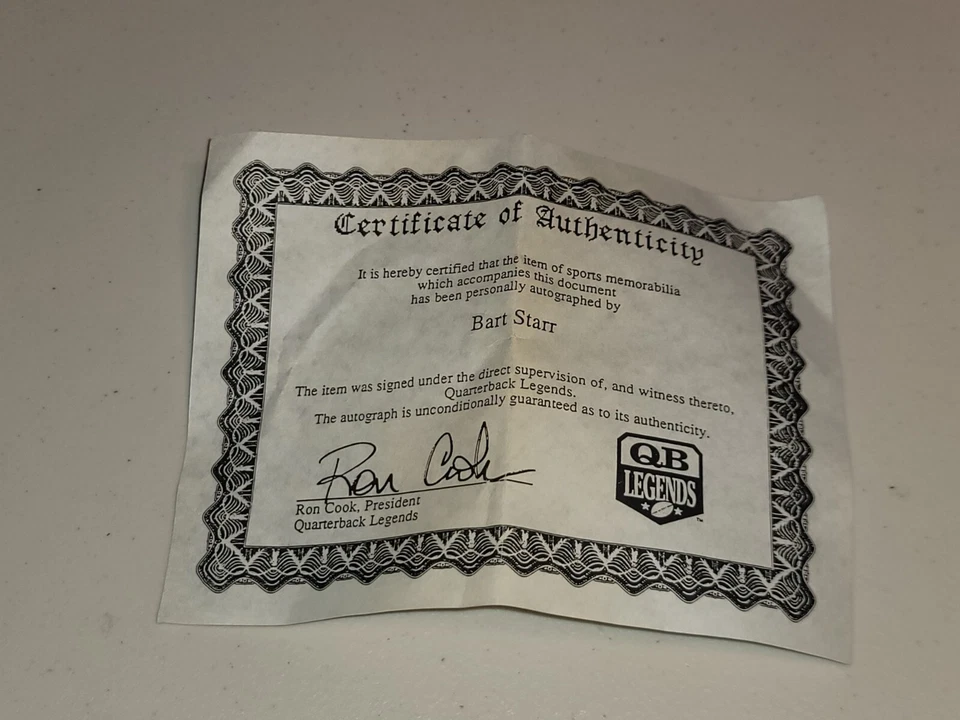 Certificate of Authenticity
It is hereby certified that the item of sports memorabilia
which accompanies this document
has been personally autographed by
Bart Starr
The item was signed under the direct supervision of, and witness thereto,
Quarterback Legends.
The autograph is unconditionally guaranteed as to its authenticity.
Ron Cook
Ron Cook, President
Quarterback Legends
QB
LEGENDS
™